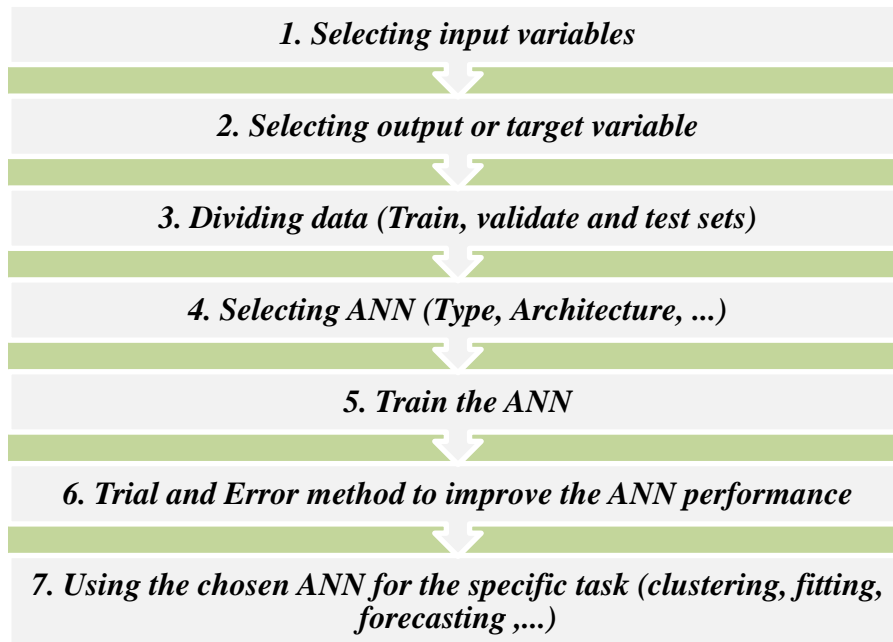 1. Selecting input variables
2. Selecting output or target variable
3. Dividing data (Train, validate and test sets)
4. Selecting ANN (Type, Architecture, ...)
5. Train the ANN
6. Trial and Error method to improve the ANN performance
7. Using the chosen ANN for the specific task (clustering, fitting,
forecasting ,...)